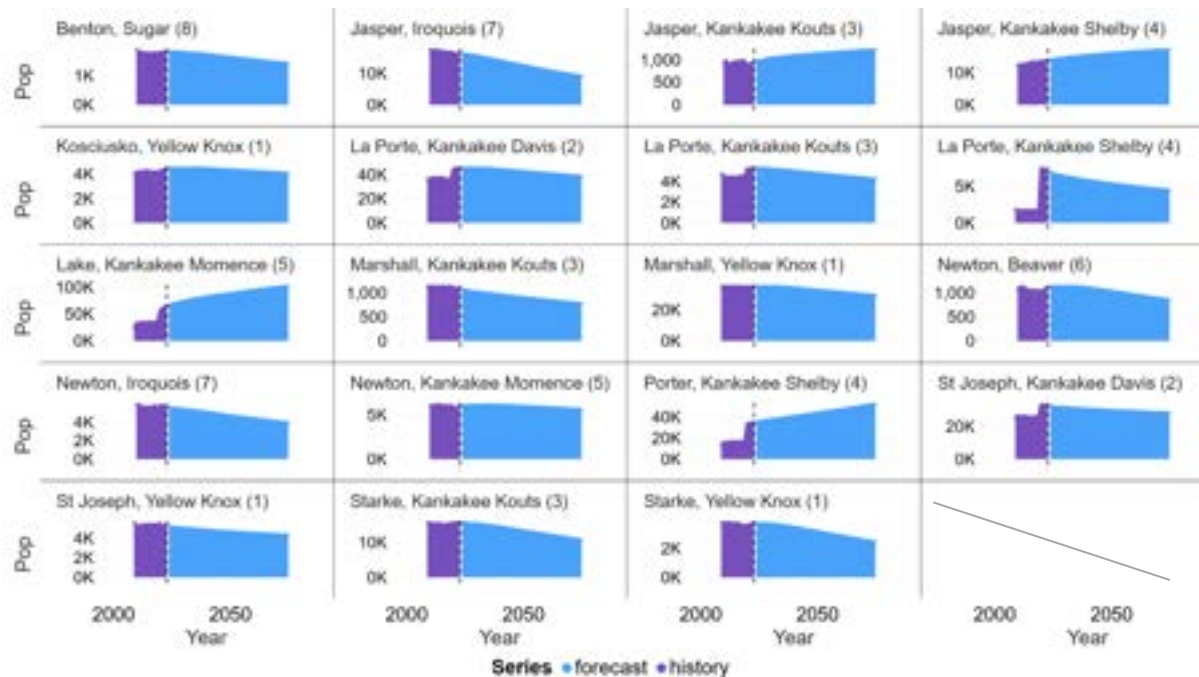 Benton, Sugar (8)
Jasper, Iroquois (7)
Jasper, Kankakee Kouts (3)
Jasper, Kankakee Shelby (4)
Pop
1K
0K
10K
0K
1,000
500
0
10K
0K
Kosciusko, Yellow Knox (1)
La Porte, Kankakee Davis (2)
La Porte, Kankakee Kouts (3)
La Porte, Kankakee Shelby (4)
Pop
4K
2K
0K
40K
20K
0K
4K
2K
0K
5K
0K
Lake, Kankakee Momence (5)
Marshall, Kankakee Kouts (3)
Marshall, Yellow Knox (1)
Newton, Beaver (6)
Pop
100K
50K
0K
1,000
500
0
20K
0K
1,000
500
0
Newton, Iroquois (7)
Newton, Kankakee Momence (5)
Porter, Kankakee Shelby (4)
St Joseph, Kankakee Davis (2)
Pop
4K
2K
0K
5K
0K
40K
20K
0K
20K
0K
St Joseph, Yellow Knox (1)
Starke, Kankakee Kouts (3)
Starke, Yellow Knox (1)
Pop
4K
2K
0K
10K
0K
2K
0K
2000 2050
Year
2000 2050
Year
2000 2050
Year
2000 2050
Year
Series forecast history